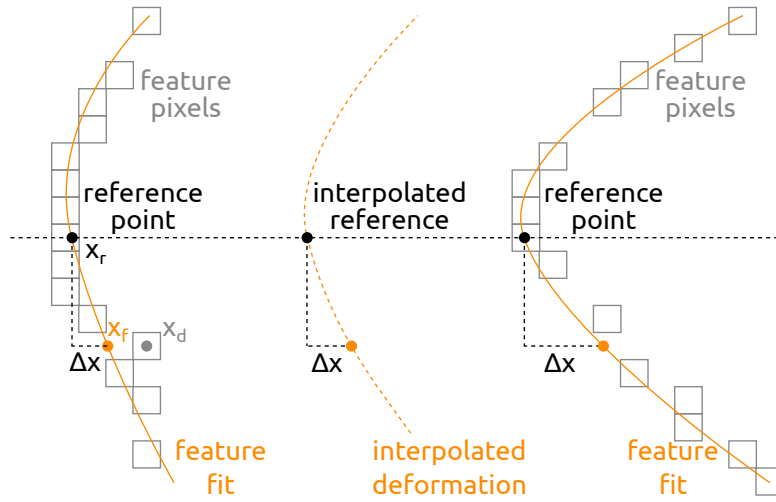 feature
pixels
feature
pixels
reference
point
interpolated
reference
reference
point
x_r
x_f
x_d
Δx
Δx
Δx
feature
fit
interpolated
deformation
feature
fit